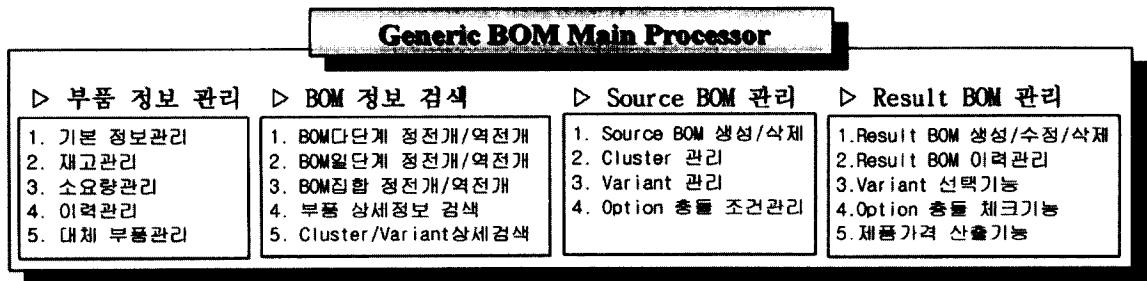 Generic BOM Main Processor
▷ 부품 정보 관리
1. 기본 정보관리
2. 재고관리
3. 소요량관리
4. 이력관리
5. 대체 부품관리
▷ BOM 정보 검색
1. BOM다단계 정전개/역전개
2. BOM일단계 정전개/역전개
3. BOM집합 정전개/역전개
4. 부품 상세정보 검색
5. Cluster/Variant상세검색
▷ Source BOM 관리
1. Source BOM 생성/삭제
2. Cluster 관리
3. Variant 관리
4. Option 충돌 조건관리
▷ Result BOM 관리
1.Result BOM 생성/수정/삭제
2.Result BOM 이력관리
3.Variant 선택기능
4.Option 충돌 체크기능
5.제품가격 산출기능